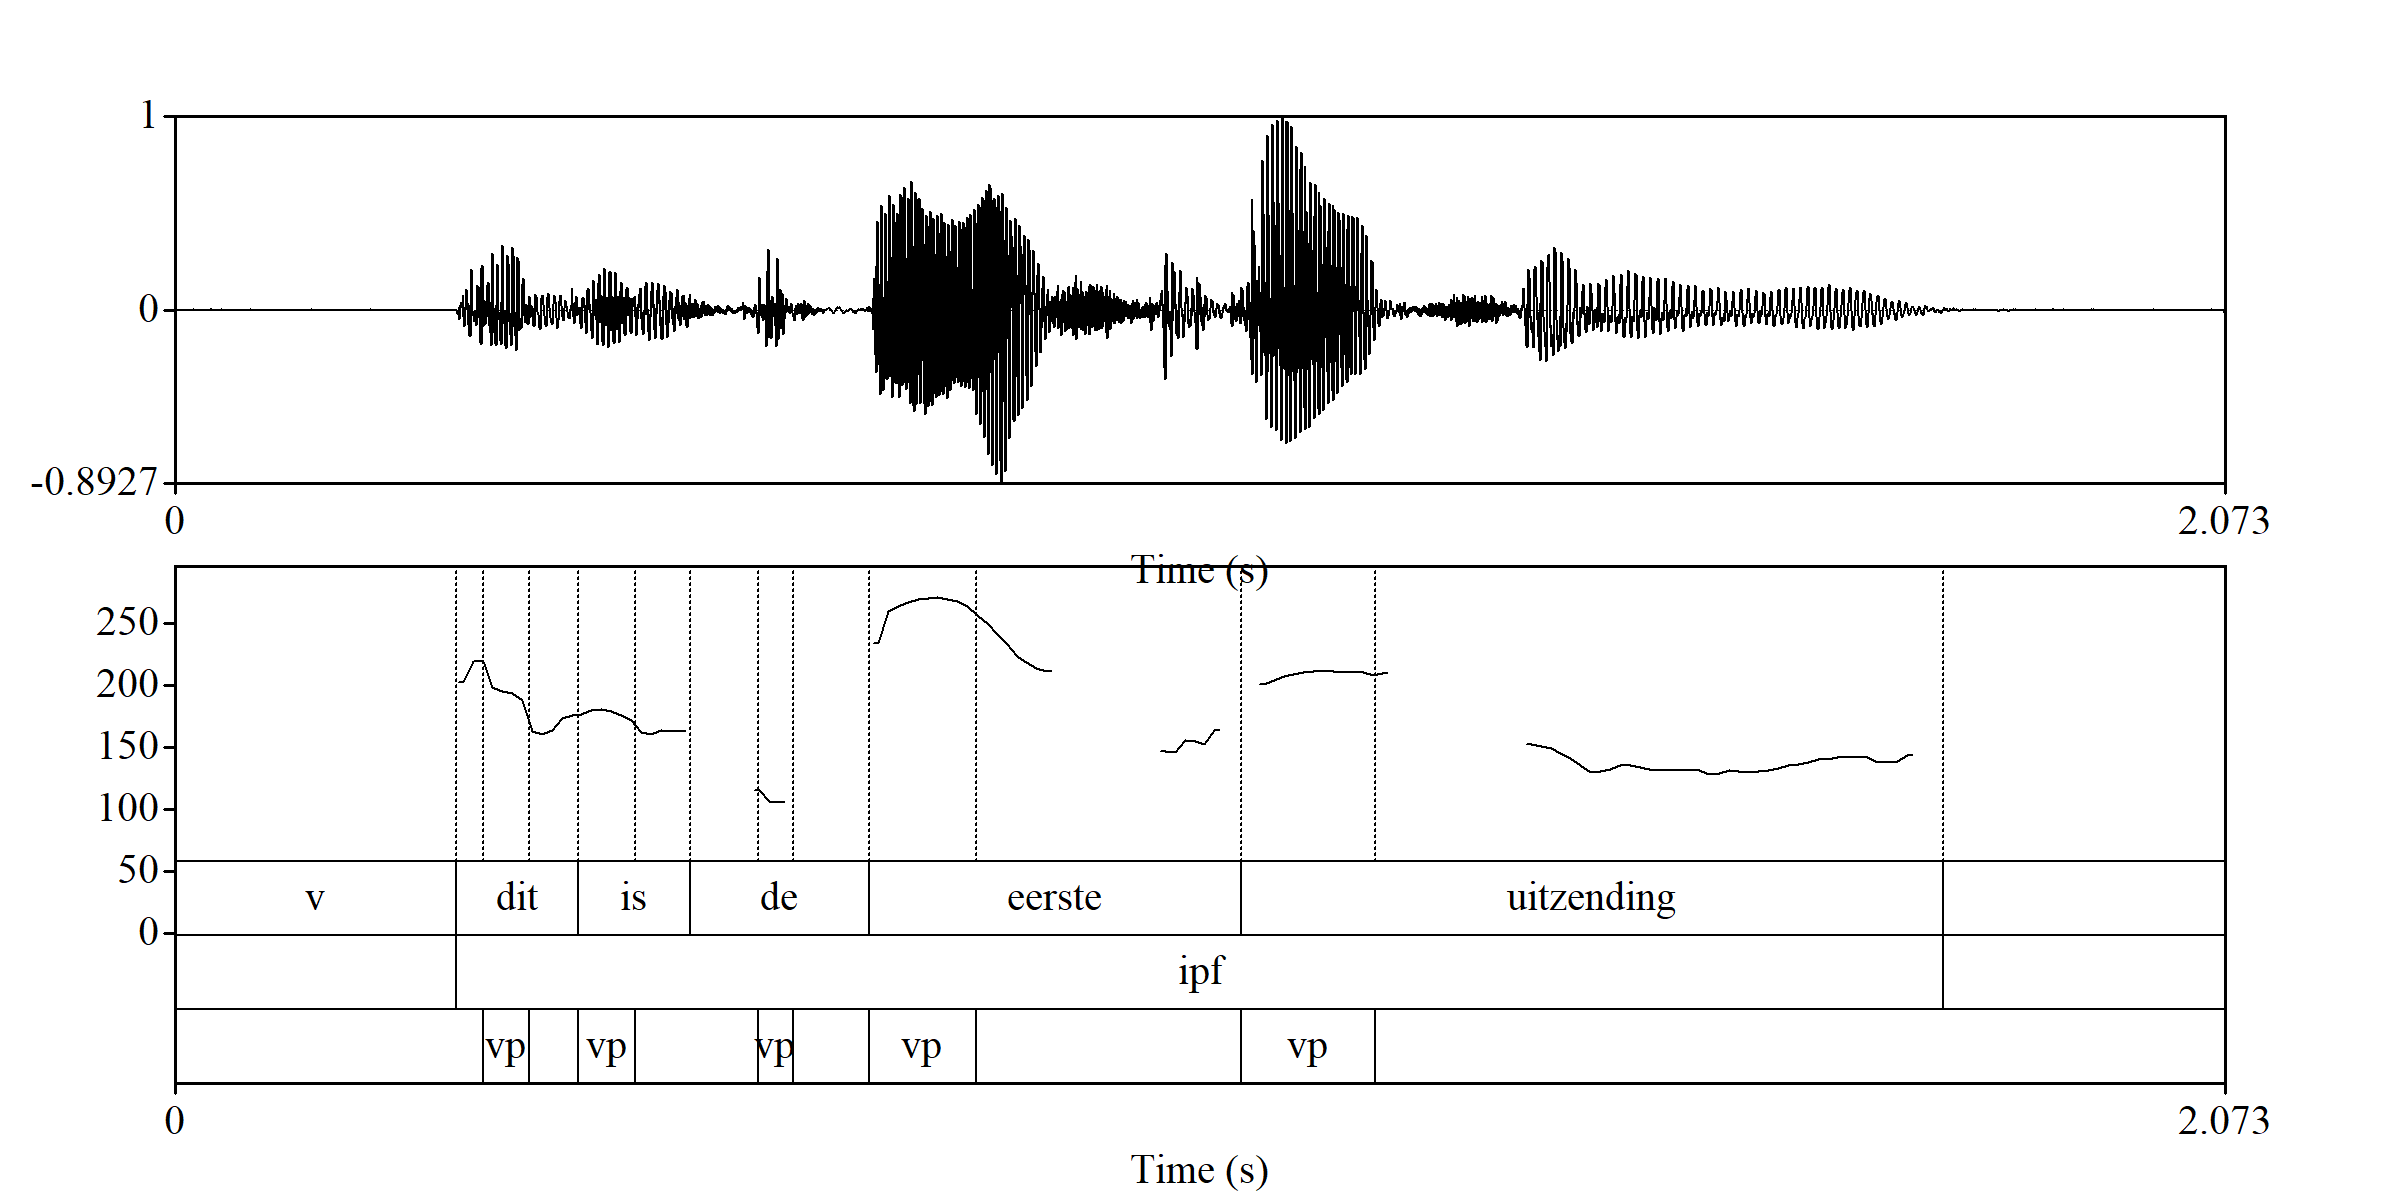 1
0
-0.8927
0 2.073
Time (s)
250
200
150
100
50
0
v dit is de eerste uitzending
ipf
vp vp vp vp vp
0 2.073
Time (s)